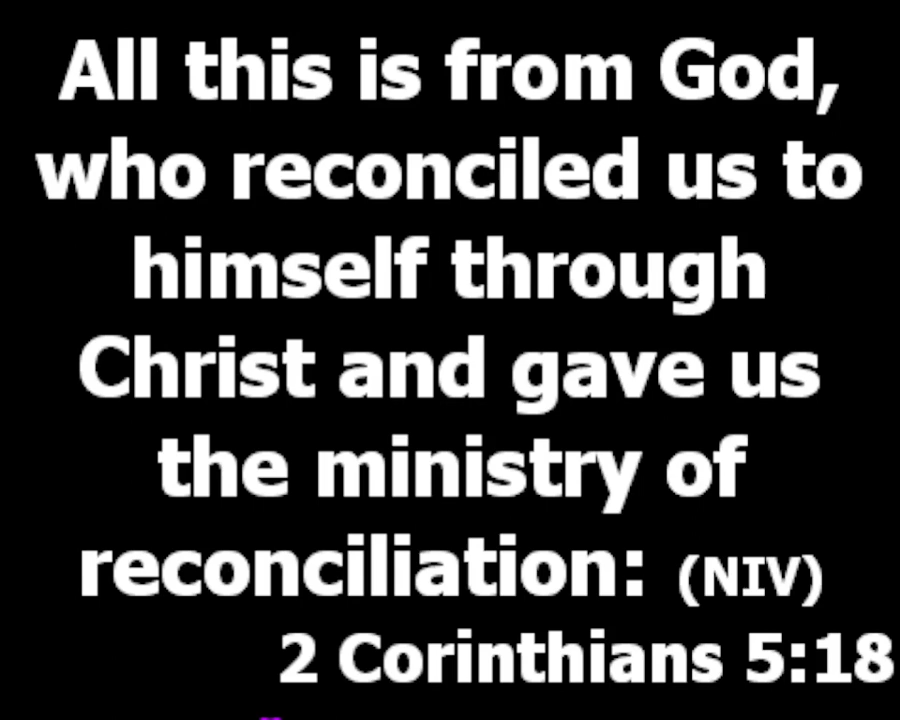 All this is from God,
who reconciled us to
himself through
Christ and gave us
the ministry of
reconciliation: (NIV)
2 Corinthians 5:18